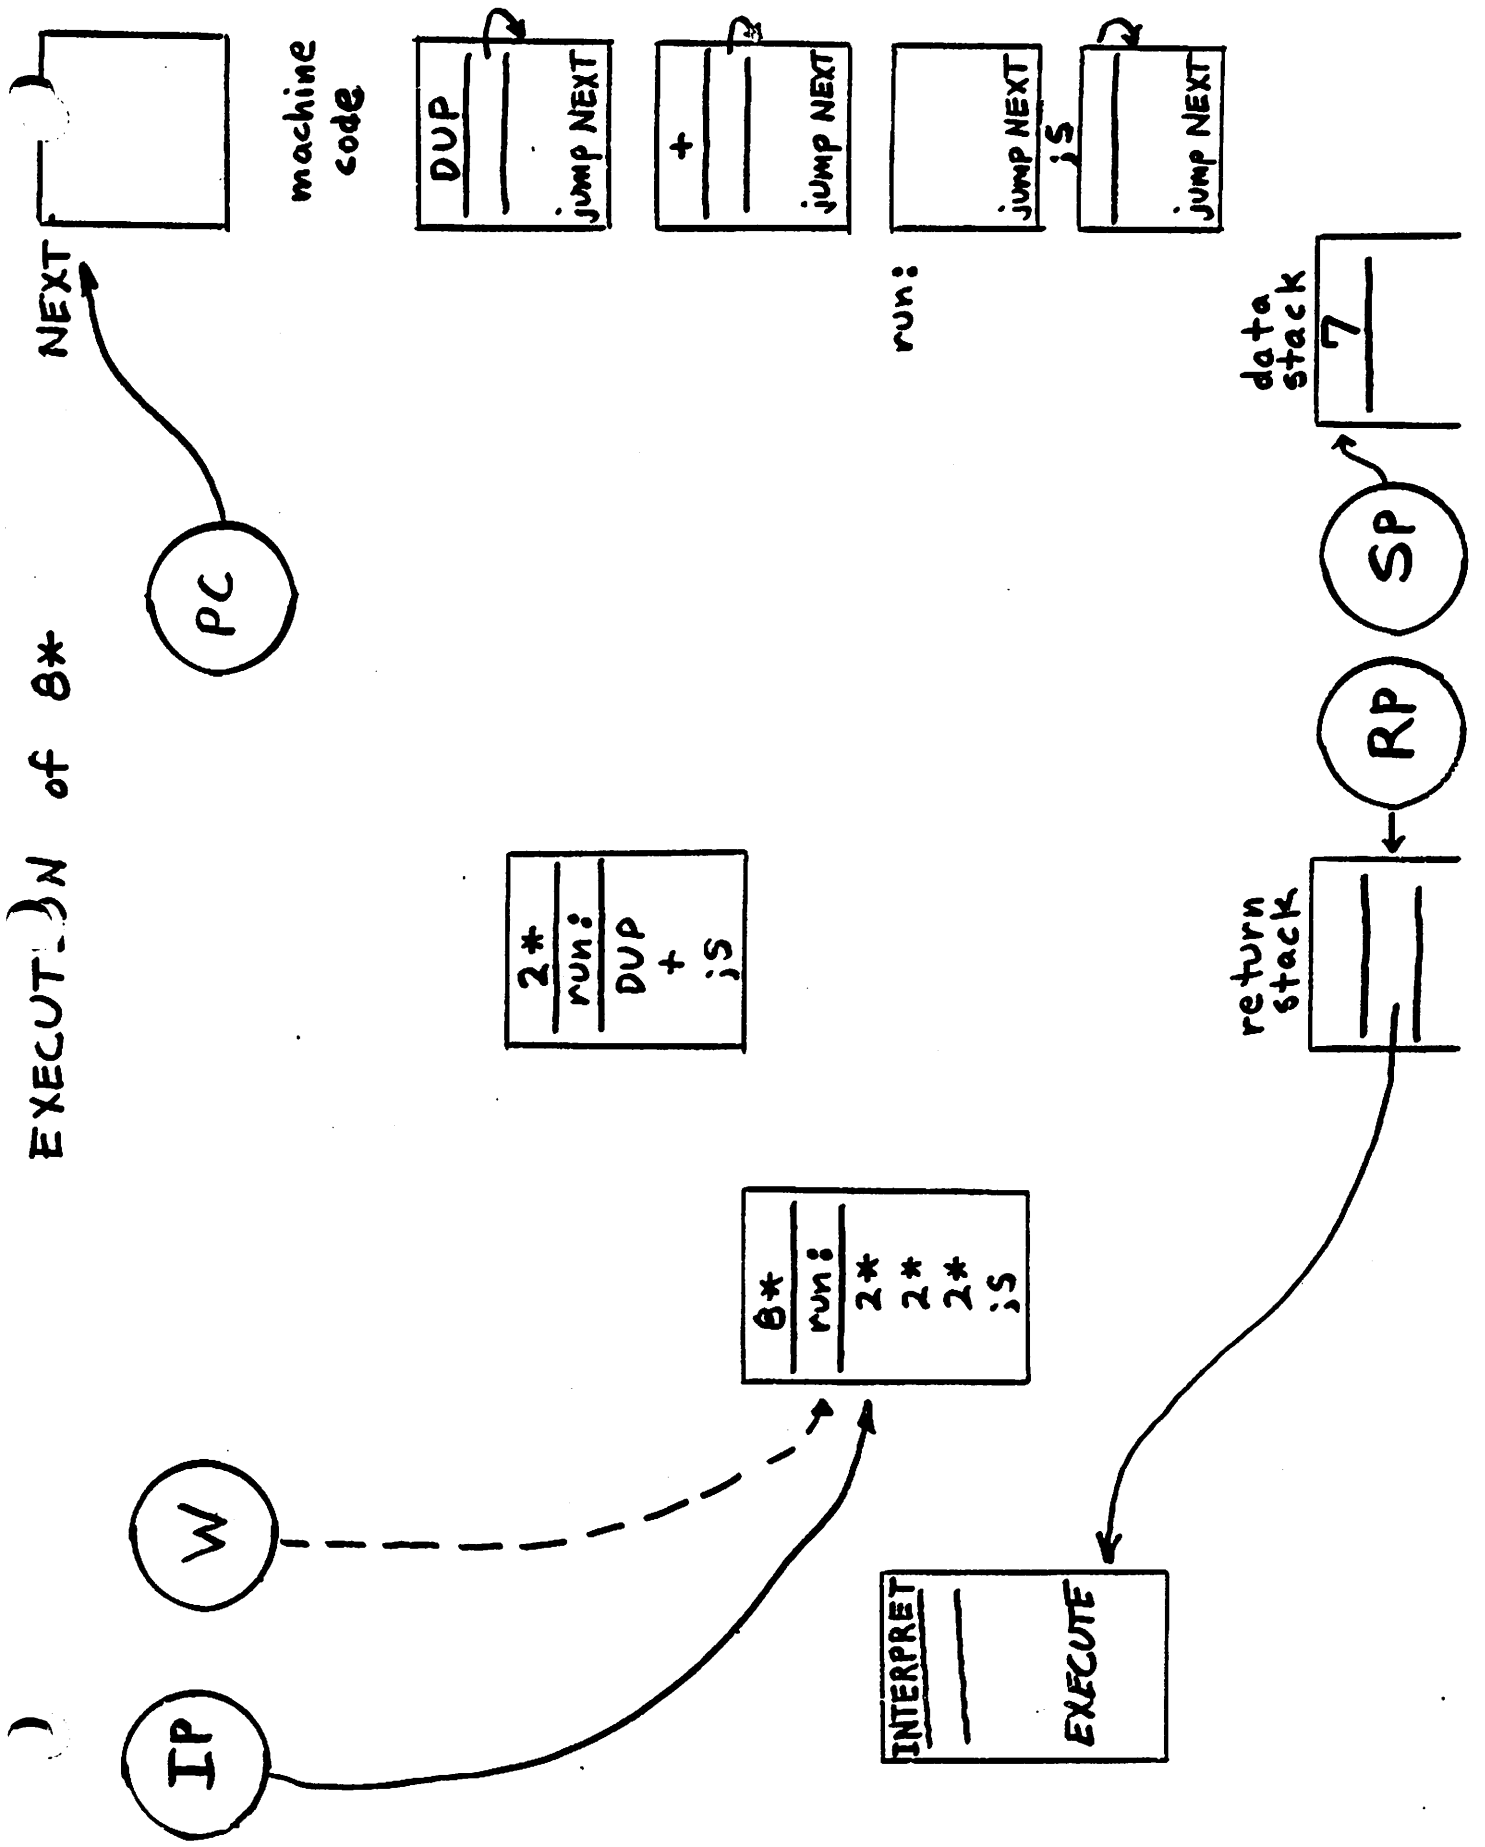 EXECUTION of 8*
IP
W
PC
NEXT
machine
code
DUP
jump NEXT
+
jump NEXT
run:
jump NEXT
;S
jump NEXT
2*
run:
DUP
+
;S
8*
run:
2*
2*
2*
;S
INTERPRET
EXECUTE
return
stack
RP
SP
data
stack
7